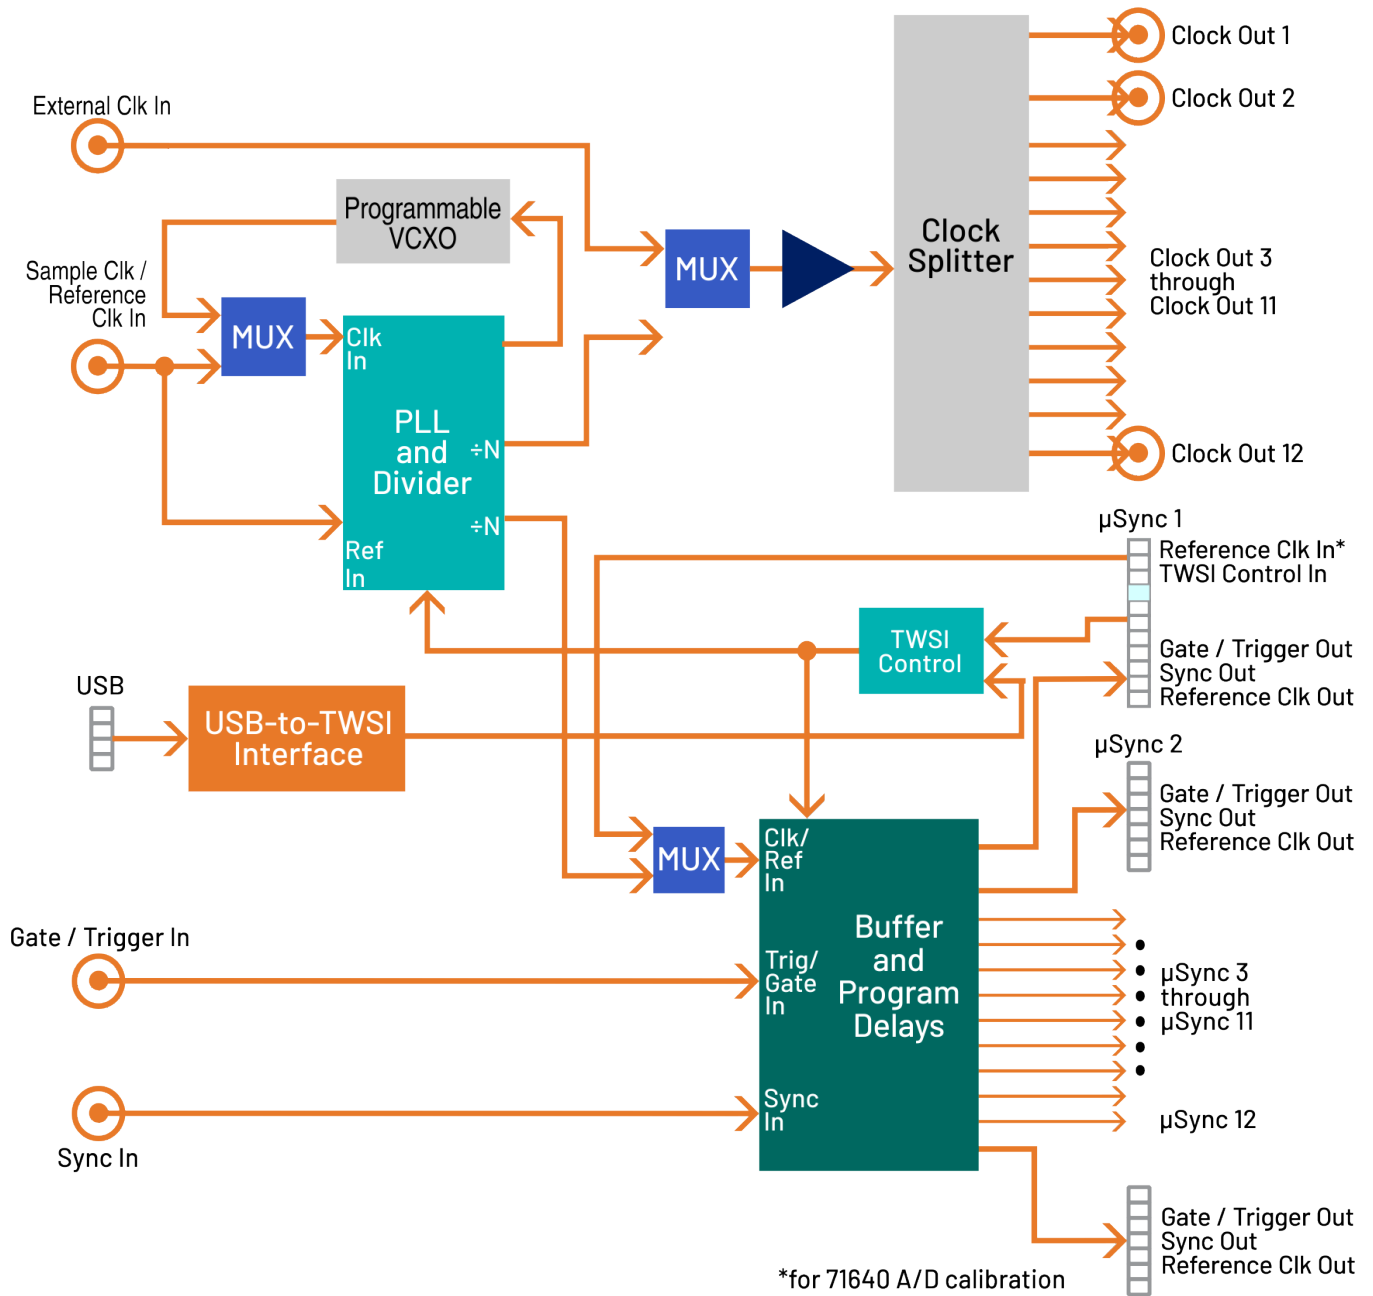 External Clk In
Programmable
VCXO
Sample Clk /
Reference
Clk In
MUX
Clk
In
PLL
and
Divider
÷N
÷N
Ref
In
MUX
Clock
Splitter
Clock Out 1
Clock Out 2
Clock Out 3
through
Clock Out 11
Clock Out 12
µSync 1
Reference Clk In*
TWSI Control In
Gate / Trigger Out
Sync Out
Reference Clk Out
TWSI
Control
USB
USB-to-TWSI
Interface
µSync 2
Gate / Trigger Out
Sync Out
Reference Clk Out
MUX
Clk/
Ref
In
Buffer
and
Program
Delays
Trig/
Gate
In
Sync
In
Gate / Trigger In
Sync In
µSync 3
through
µSync 11
µSync 12
Gate / Trigger Out
Sync Out
Reference Clk Out
*for 71640 A/D calibration